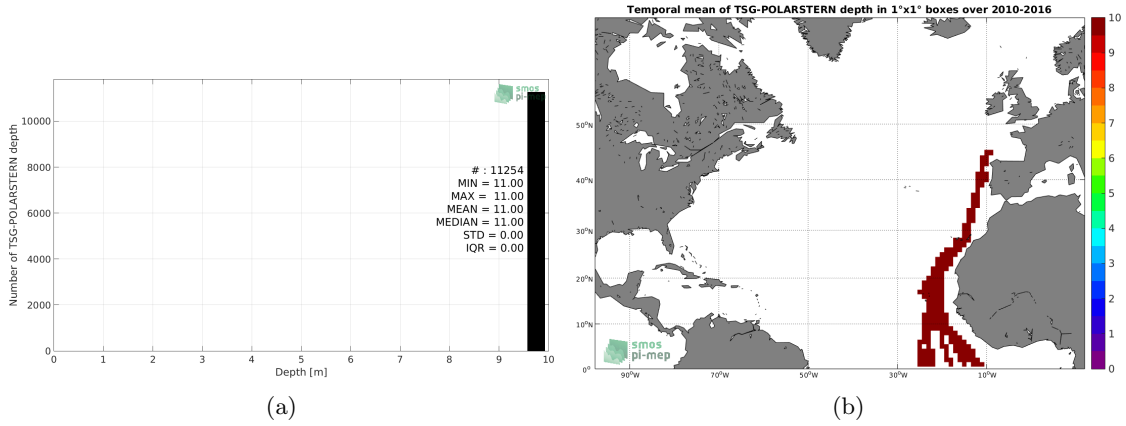 smos
pi-mep
Number of TSG-POLARSTERN depth
10000
8000
6000
4000
2000
0
# : 11254
MIN = 11.00
MAX = 11.00
MEAN = 11.00
MEDIAN = 11.00
STD = 0.00
IQR = 0.00
0 1 2 3 4 5 6 7 8 9 10
Depth [m]
(a)
Temporal mean of TSG-POLARSTERN depth in 1°x1° boxes over 2010-2016
50°N
40°N
30°N
20°N
10°N
0°
90°W 70°W 50°W 30°W 10°W
smos
pi-mep
10
9
8
7
6
5
4
3
2
1
0
(b)